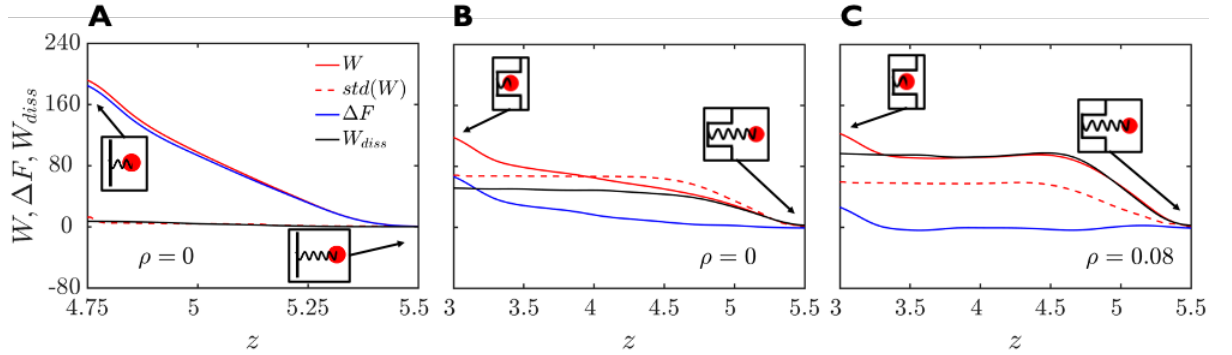 A
B
C
W, ΔF, W_diss
240
160
80
0
-80
W
std(W)
ΔF
W_diss
ρ = 0
4.75
5
5.25
5.5
z
ρ = 0
3
3.5
4
4.5
5
5.5
z
ρ = 0.08
3
3.5
4
4.5
5
5.5
z